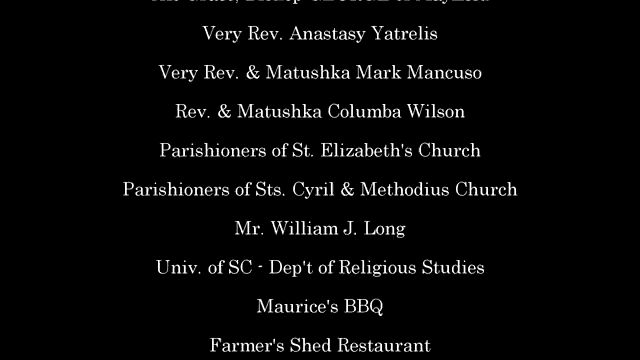 Very Rev. Anastasy Yatrelis
Very Rev. & Matushka Mark Mancuso
Rev. & Matushka Columba Wilson
Parishioners of St. Elizabeth's Church
Parishioners of Sts. Cyril & Methodius Church
Mr. William J. Long
Univ. of SC - Dep't of Religious Studies
Maurice's BBQ
Farmer's Shed Restaurant